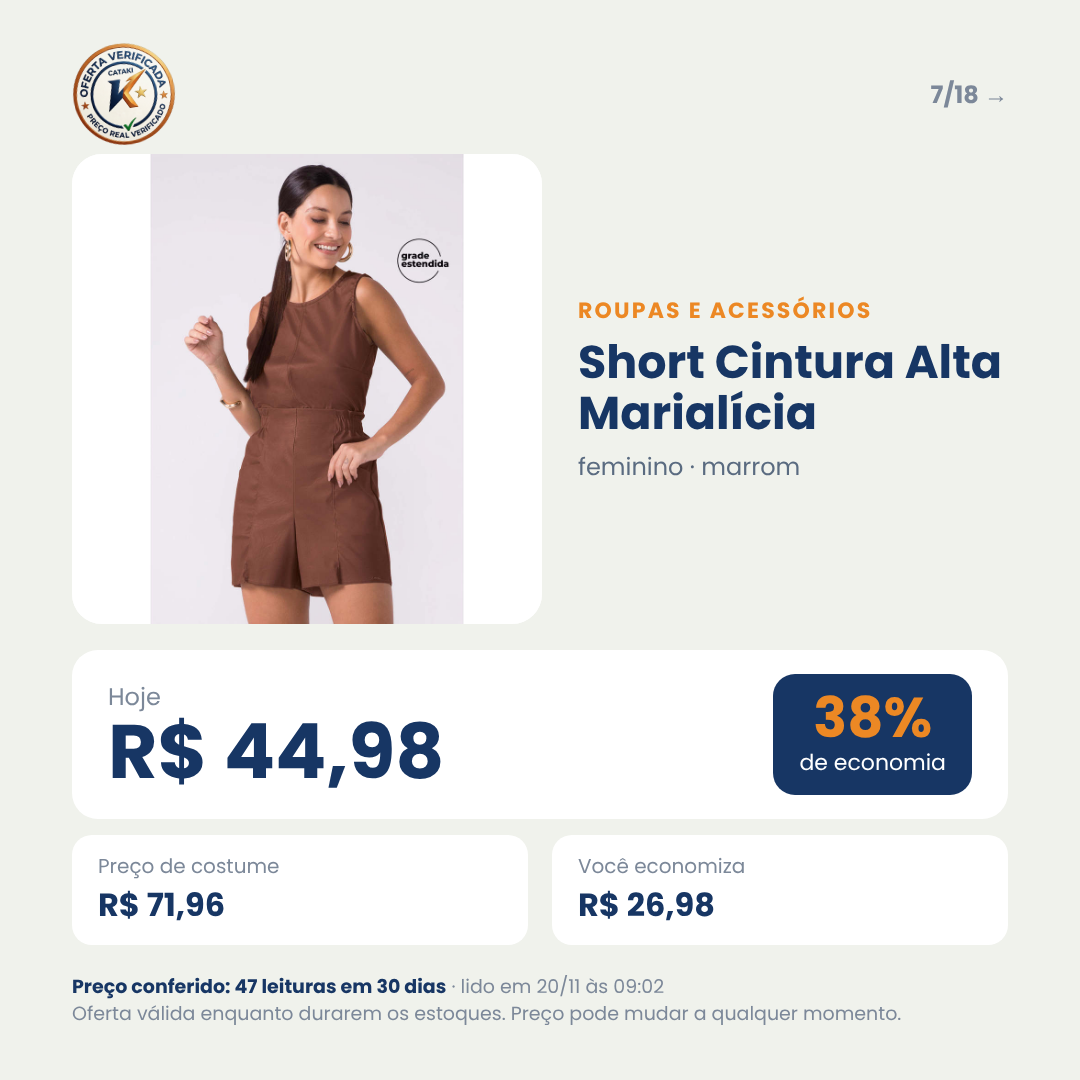 OFERTA VERIFICADA
CATAKI
PREÇO REAL VERIFICADO
7/18 →
grade
estendida
ROUPAS E ACESSÓRIOS
Short Cintura Alta
Marialícia
feminino · marrom
Hoje
R$ 44,98
38%
de economia
Preço de costume
R$ 71,96
Você economiza
R$ 26,98
Preço conferido: 47 leituras em 30 dias · lido em 20/11 às 09:02
Oferta válida enquanto durarem os estoques. Preço pode mudar a qualquer momento.